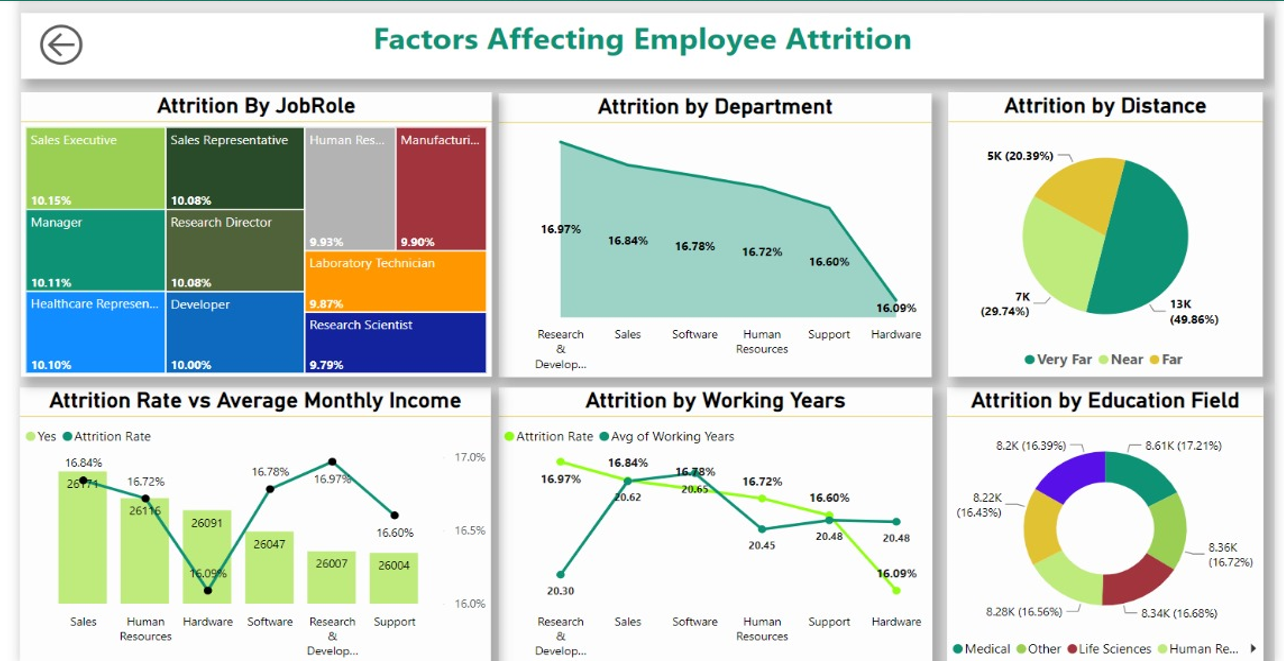 Factors Affecting Employee Attrition
Attrition By JobRole
Sales Executive
10.15%
Sales Representative
10.08%
Human Res...
9.93%
Manufacturi...
9.90%
Manager
10.11%
Research Director
10.08%
Laboratory Technician
9.87%
Healthcare Represen...
10.10%
Developer
10.00%
Research Scientist
9.79%
Attrition by Department
16.97%
16.84%
16.78%
16.72%
16.60%
16.09%
Research
&
Develop...
Sales
Software
Human
Resources
Support
Hardware
Attrition by Distance
5K (20.39%)
7K
(29.74%)
13K
(49.86%)
Very Far
Near
Far
Attrition Rate vs Average Monthly Income
Yes
Attrition Rate
16.84%
26171
16.72%
26116
26091
16.09%
16.78%
26047
16.97%
26007
16.60%
26004
17.0%
16.5%
16.0%
Sales
Human
Resources
Hardware
Software
Research
&
Develop...
Support
Attrition by Working Years
Attrition Rate
Avg of Working Years
16.97%
20.30
16.84%
20.62
16.78%
20.65
16.72%
20.45
16.60%
20.48
20.48
16.09%
Research
&
Develop...
Sales
Software
Human
Resources
Support
Hardware
Attrition by Education Field
8.2K (16.39%)
8.61K (17.21%)
8.22K
(16.43%)
8.36K
(16.72%)
8.28K (16.56%)
8.34K (16.68%)
Medical
Other
Life Sciences
Human Re...